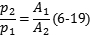 p₂/p₁ = A₁/A₂ (6-19)